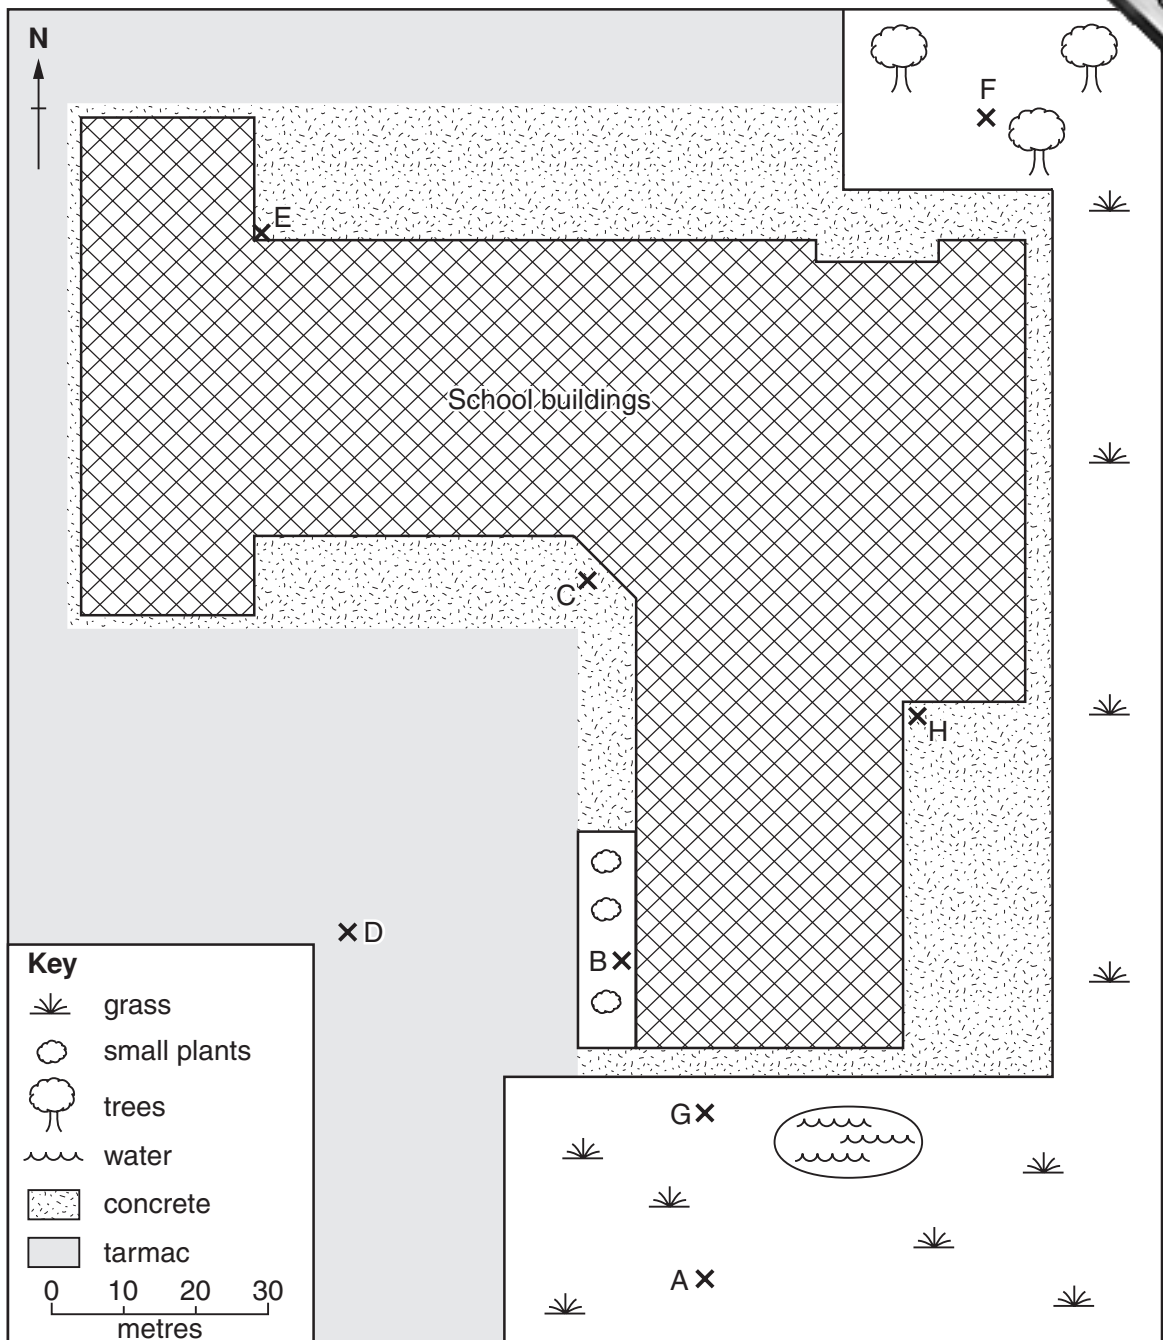 N
F
E
School buildings
C
H
D
B
Key
grass
small plants
trees
water
concrete
tarmac
0 10 20 30
metres
G
A